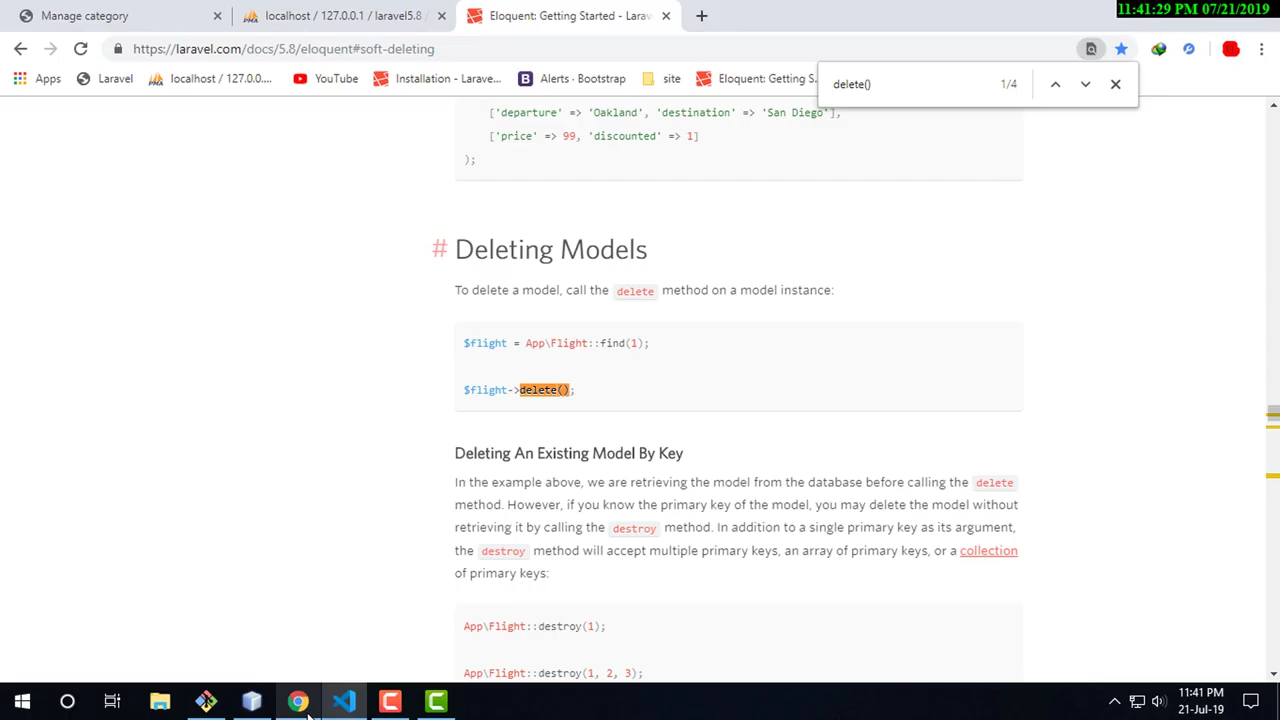 Manage category
localhost / 127.0.0.1 / laravel5.8
Eloquent: Getting Started - Larav
11:41:29 PM 07/21/2019
https://laravel.com/docs/5.8/eloquent#soft-deleting
Apps
Laravel
localhost / 127.0.0....
YouTube
Installation - Larave...
Alerts · Bootstrap
site
Eloquent: Getting S...
delete()
1/4
['departure' => 'Oakland', 'destination' => 'San Diego'],
['price' => 99, 'discounted' => 1]
);
# Deleting Models
To delete a model, call the delete method on a model instance:
$flight = App\Flight::find(1);
$flight->delete();
Deleting An Existing Model By Key
In the example above, we are retrieving the model from the database before calling the delete
method. However, if you know the primary key of the model, you may delete the model without
retrieving it by calling the destroy method. In addition to a single primary key as its argument,
the destroy method will accept multiple primary keys, an array of primary keys, or a collection
of primary keys:
App\Flight::destroy(1);
App\Flight::destroy(1, 2, 3);
11:41 PM
21-Jul-19